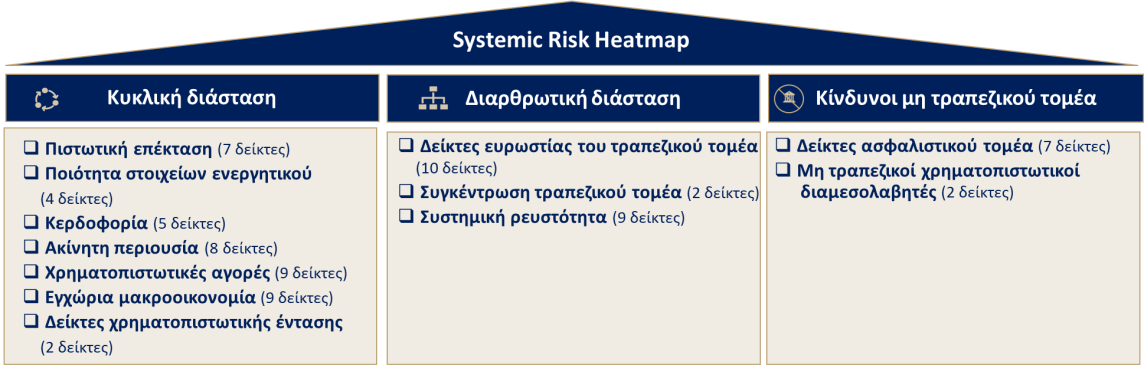 Systemic Risk Heatmap
Κυκλική διάσταση
❑ Πιστωτική επέκταση (7 δείκτες)
❑ Ποιότητα στοιχείων ενεργητικού
(4 δείκτες)
❑ Κερδοφορία (5 δείκτες)
❑ Ακίνητη περιουσία (8 δείκτες)
❑ Χρηματοπιστωτικές αγορές (9 δείκτες)
❑ Εγχώρια μακροοικονομία (9 δείκτες)
❑ Δείκτες χρηματοπιστωτικής έντασης
(2 δείκτες)
Διαρθρωτική διάσταση
❑ Δείκτες ευρωστίας του τραπεζικού τομέα
(10 δείκτες)
❑ Συγκέντρωση τραπεζικού τομέα (2 δείκτες)
❑ Συστημική ρευστότητα (9 δείκτες)
Κίνδυνοι μη τραπεζικού τομέα
❑ Δείκτες ασφαλιστικού τομέα (7 δείκτες)
❑ Μη τραπεζικοί χρηματοπιστωτικοί
διαμεσολαβητές (2 δείκτες)